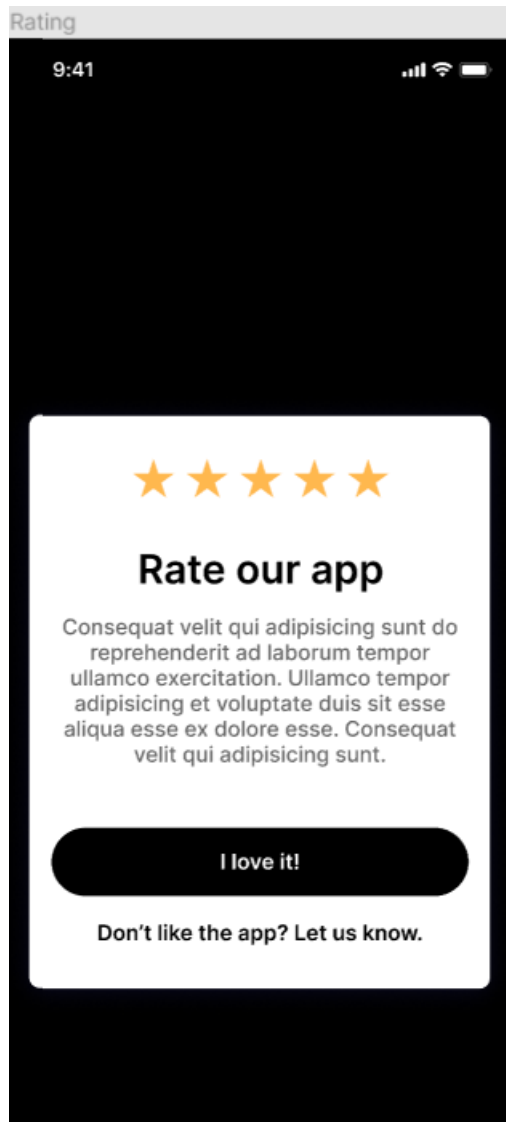 Rating
9:41
Rate our app
Consequat velit qui adipisicing sunt do
reprehenderit ad laborum tempor
ullamco exercitation. Ullamco tempor
adipisicing et voluptate duis sit esse
aliqua esse ex dolore esse. Consequat
velit qui adipisicing sunt.
I love it!
Don’t like the app? Let us know.